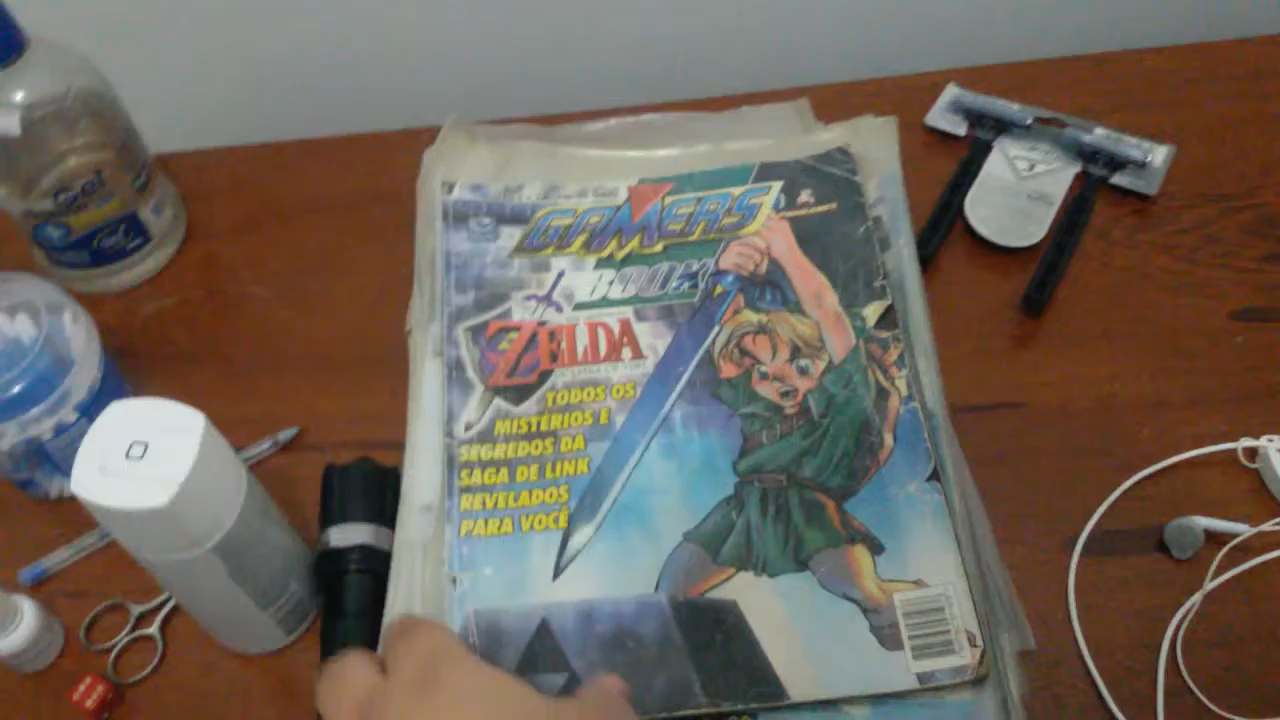 GAMERS
BOOK
ZELDA
TODOS OS
MISTÉRIOS E
SEGREDOS DA
SAGA DE LINK
REVELADOS
PARA VOCÊ